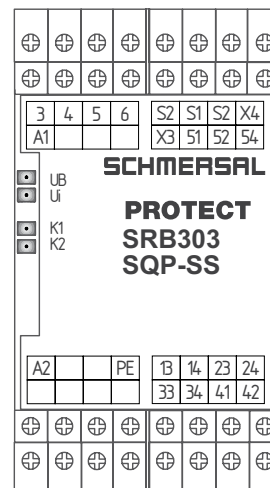 3 4 5 6 S2 S1 S2 X4
A1 X3 51 52 54
SCHMERSAL
UB
Ui
PROTECT
K1
SRB303
K2
SQP-SS
A2 PE 13 14 23 24
33 34 41 42